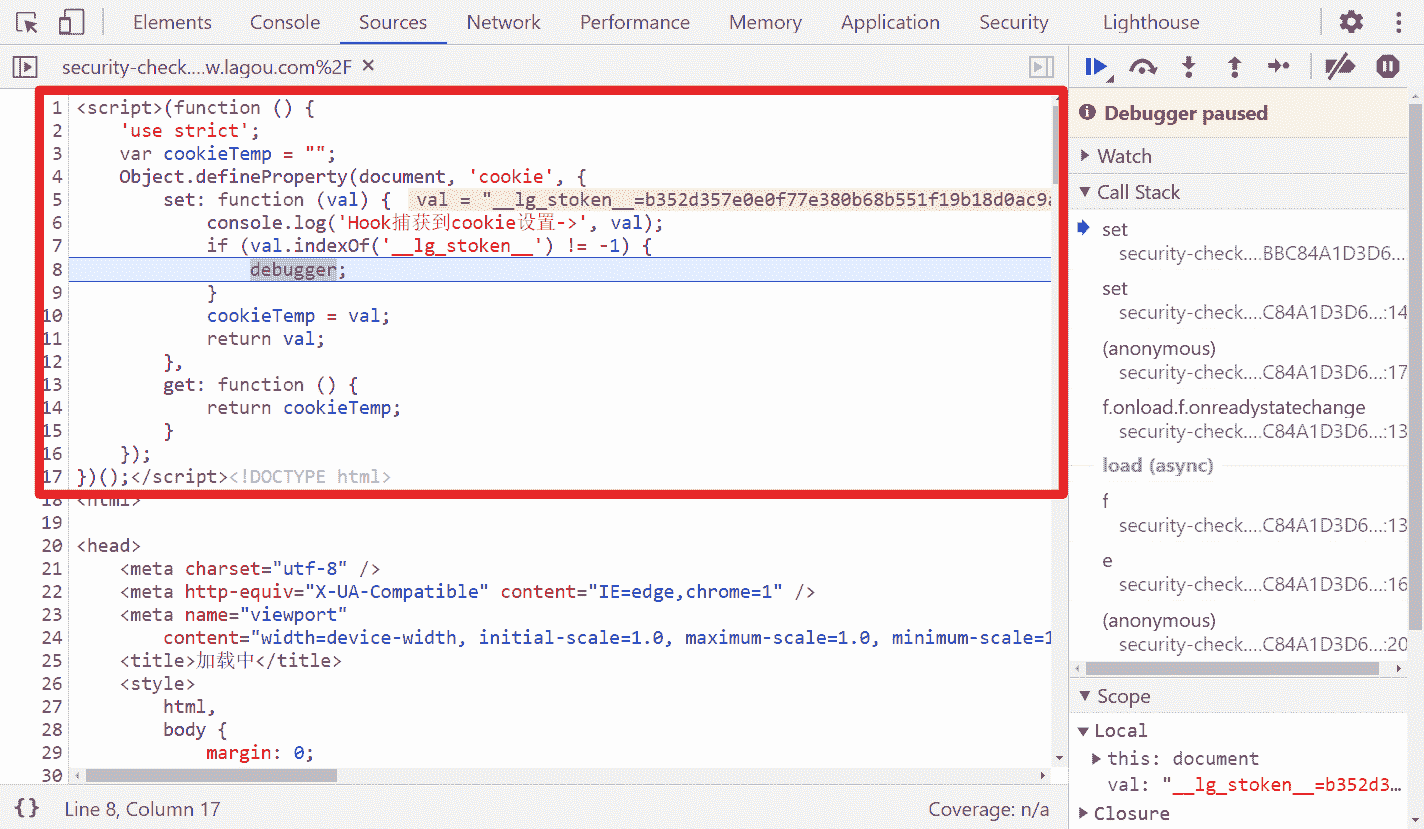 Elements Console Sources Network Performance Memory Application Security Lighthouse
security-check....w.lagou.com%2F ×
1 <script>(function () {
2 'use strict';
3 var cookieTemp = "";
4 Object.defineProperty(document, 'cookie', {
5 set: function (val) { val = "__lg_stoken__=b352d357e0e0f77e380b68b551f19b18d0ac9a
6 console.log('Hook捕获到cookie设置->', val);
7 if (val.indexOf('__lg_stoken__') != -1) {
8 debugger;
9 }
10 cookieTemp = val;
11 return val;
12 },
13 get: function () {
14 return cookieTemp;
15 }
16 });
17 })();</script><!DOCTYPE html>
18 <html>
19
20 <head>
21 <meta charset="utf-8" />
22 <meta http-equiv="X-UA-Compatible" content="IE=edge,chrome=1" />
23 <meta name="viewport"
24 content="width=device-width, initial-scale=1.0, maximum-scale=1.0, minimum-scale=1
25 <title>加载中</title>
26 <style>
27 html,
28 body {
29 margin: 0;
30
{} Line 8, Column 17 Coverage: n/a
Debugger paused
Watch
Call Stack
set
security-check....BBC84A1D3D6...
set
security-check....C84A1D3D6...:14
(anonymous)
security-check....C84A1D3D6...:17
f.onload.f.onreadystatechange
security-check....C84A1D3D6...:13
load (async)
f
security-check....C84A1D3D6...:13
e
security-check....C84A1D3D6...:16
(anonymous)
security-check....C84A1D3D6...:20
Scope
Local
this: document
val: "__lg_stoken__=b352d3...
Closure